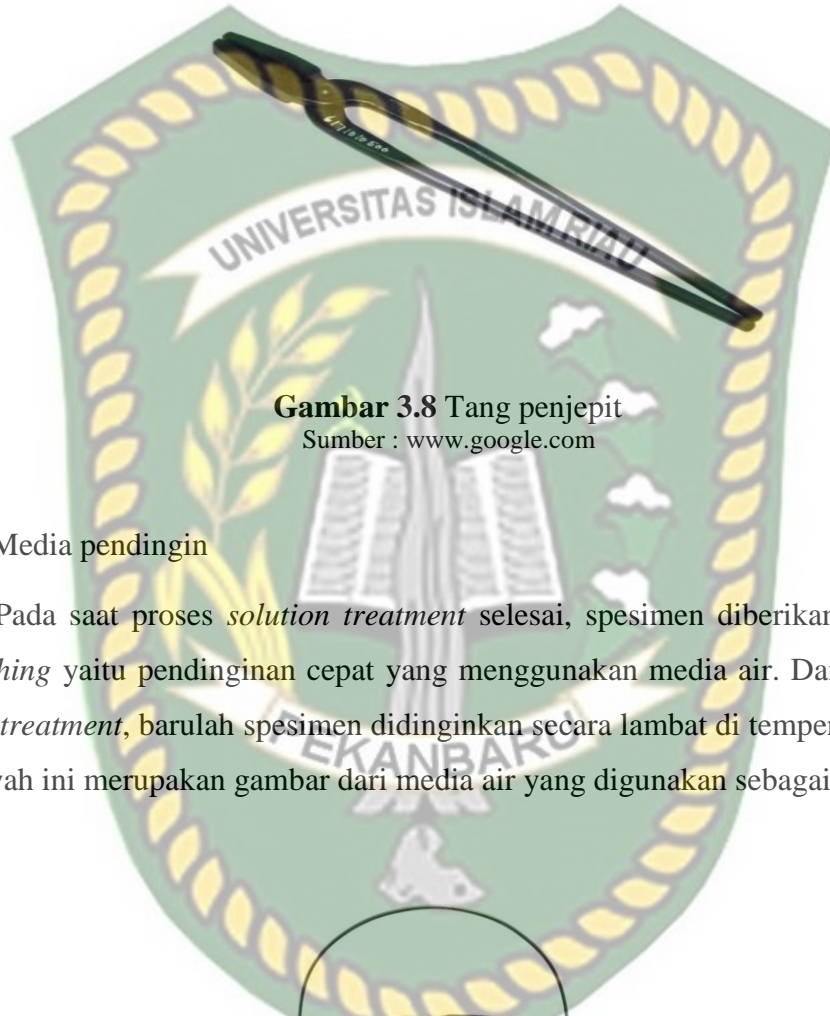 UNIVERSITAS ISLAM RIAU
Gambar 3.8 Tang penjepit
Sumber : www.google.com
Media pendingin
Pada saat proses solution treatment selesai, spesimen diberikan
hing yaitu pendinginan cepat yang menggunakan media air. Dar
treatment, barulah spesimen didinginkan secara lambat di temper
ah ini merupakan gambar dari media air yang digunakan sebagai
PEKANBARU